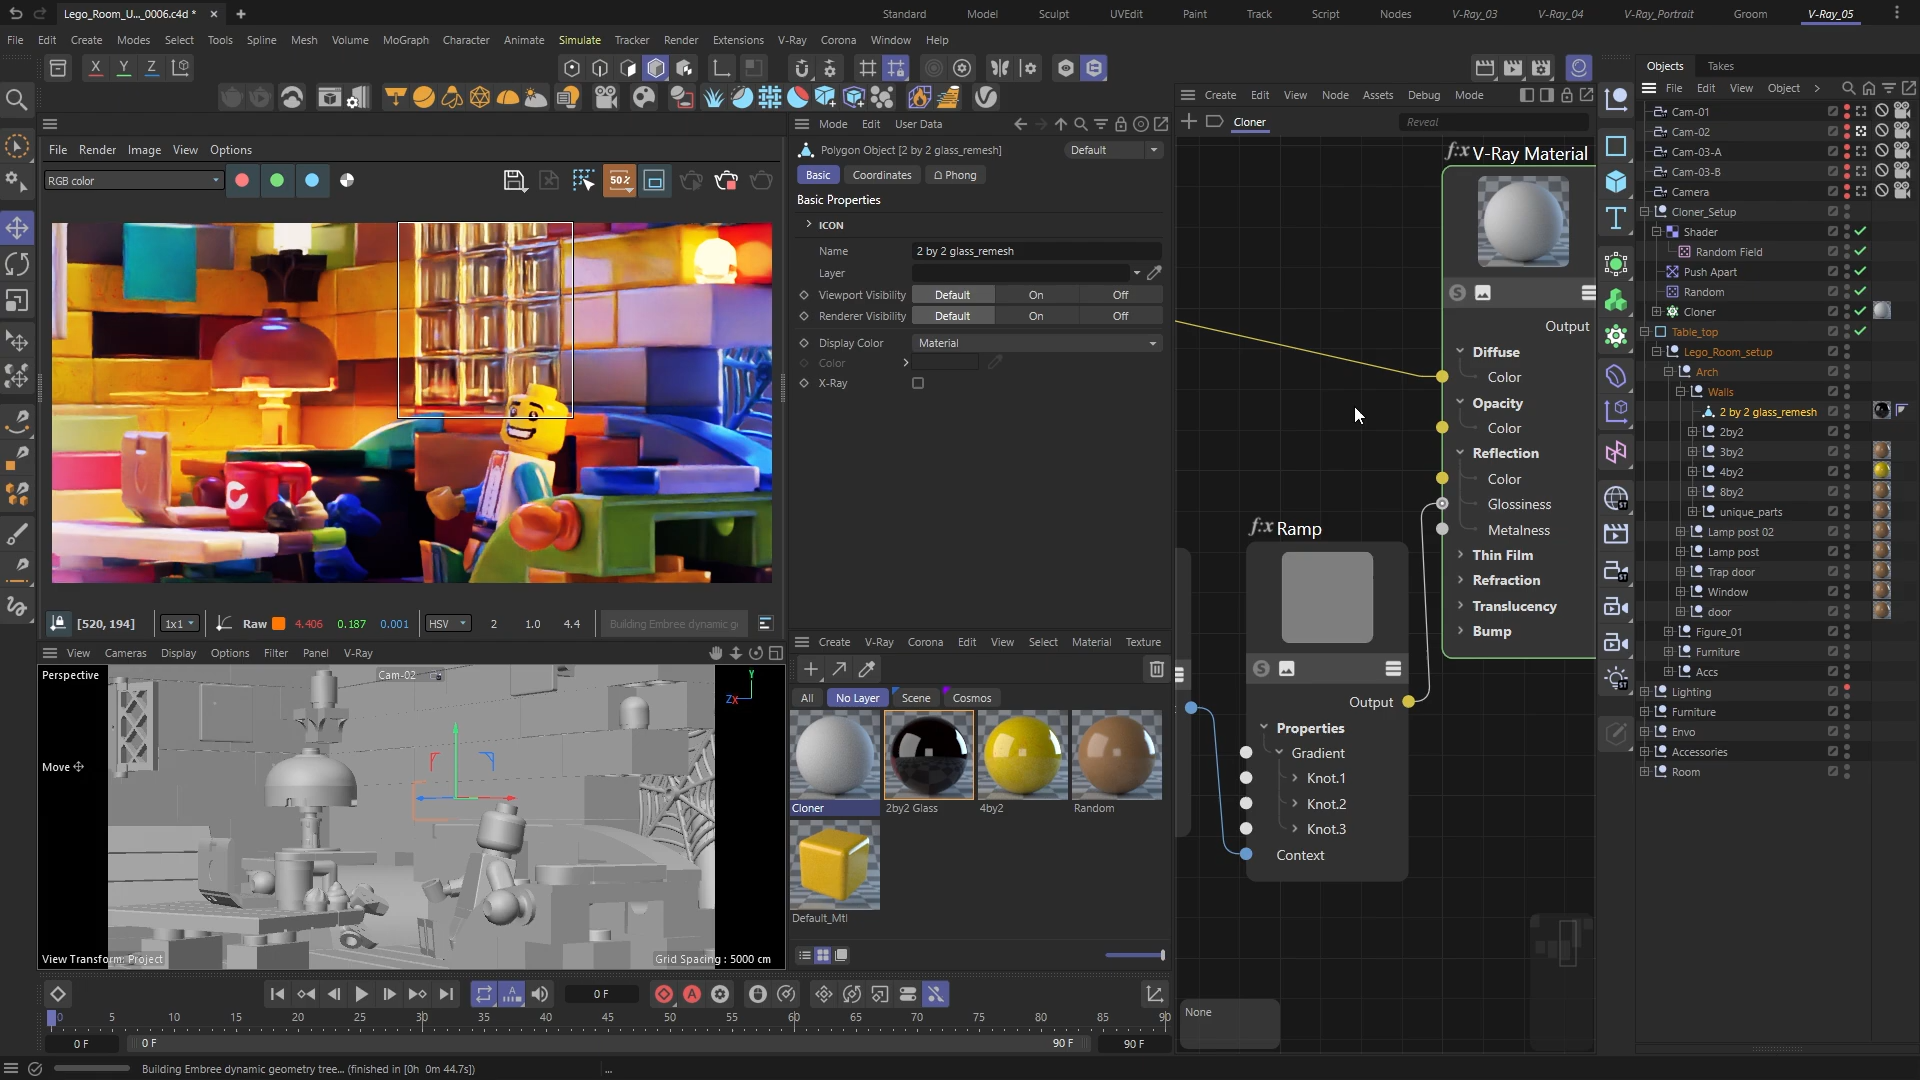 Lego_Room_U..._0006.c4d *
Standard Model Sculpt UVEdit Paint Track Script Nodes V-Ray_03 V-Ray_04 V-Ray_Portrait Groom V-Ray_05
File Edit Create Modes Select Tools Spline Mesh Volume MoGraph Character Animate Simulate Tracker Render Extensions V-Ray Corona Window Help
X Y Z
File Render Image View Options
RGB color
50%
[520, 194] 1x1 Raw 4.406 0.187 0.001 HSV 2 1.0 4.4 Building Embree dynamic g
View Cameras Display Options Filter Panel V-Ray
Perspective
Cam-02
Y
ZX
Move
View Transform: Project
Grid Spacing : 5000 cm
Mode Edit User Data
Polygon Object [2 by 2 glass_remesh]
Default
Basic Coordinates Phong
Basic Properties
ICON
Name 2 by 2 glass_remesh
Layer
Viewport Visibility Default On Off
Renderer Visibility Default On Off
Display Color Material
Color
X-Ray
Create V-Ray Corona Edit View Select Material Texture
All No Layer Scene Cosmos
Cloner 2by2 Glass 4by2 Random
Default_Mtl
Create Edit View Node Assets Debug Mode
Cloner
Reveal
f:x V-Ray Material
S
Output
Diffuse
Color
Opacity
Color
Reflection
Color
Glossiness
Metalness
Thin Film
Refraction
Translucency
Bump
f:x Ramp
S
Output
Properties
Gradient
Knot.1
Knot.2
Knot.3
Context
None
Objects Takes
File Edit View Object
Cam-01
Cam-02
Cam-03-A
Cam-03-B
Camera
Cloner_Setup
Shader
Random Field
Push Apart
Random
Cloner
Table_top
Lego_Room_setup
Arch
Walls
2 by 2 glass_remesh
2by2
3by2
4by2
8by2
unique_parts
Lamp post 02
Lamp post
Trap door
Window
door
Figure_01
Furniture
Accs
Lighting
Furniture
Envo
Accessories
Room
A
0 F
A
0 5 10 15 20 25 30 35 40 45 50 55 60 65 70 75 80 85 90
0 F 0 F 90 F 90 F
Building Embree dynamic geometry tree... (finished in [0h 0m 44.7s]) ...